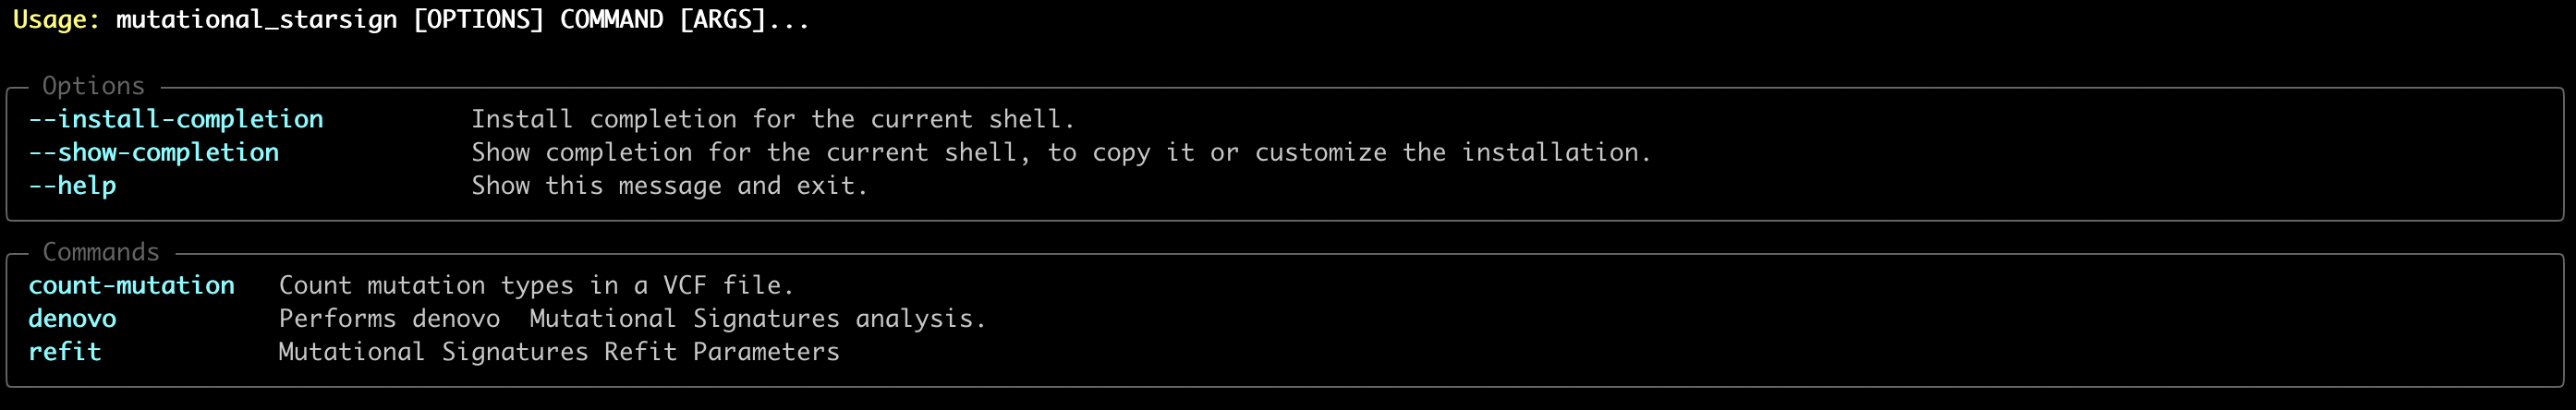 Usage: mutational_starsign [OPTIONS] COMMAND [ARGS]...
Options
--install-completion Install completion for the current shell.
--show-completion Show completion for the current shell, to copy it or customize the installation.
--help Show this message and exit.
Commands
count-mutation Count mutation types in a VCF file.
denovo Performs denovo  Mutational Signatures analysis.
refit Mutational Signatures Refit Parameters